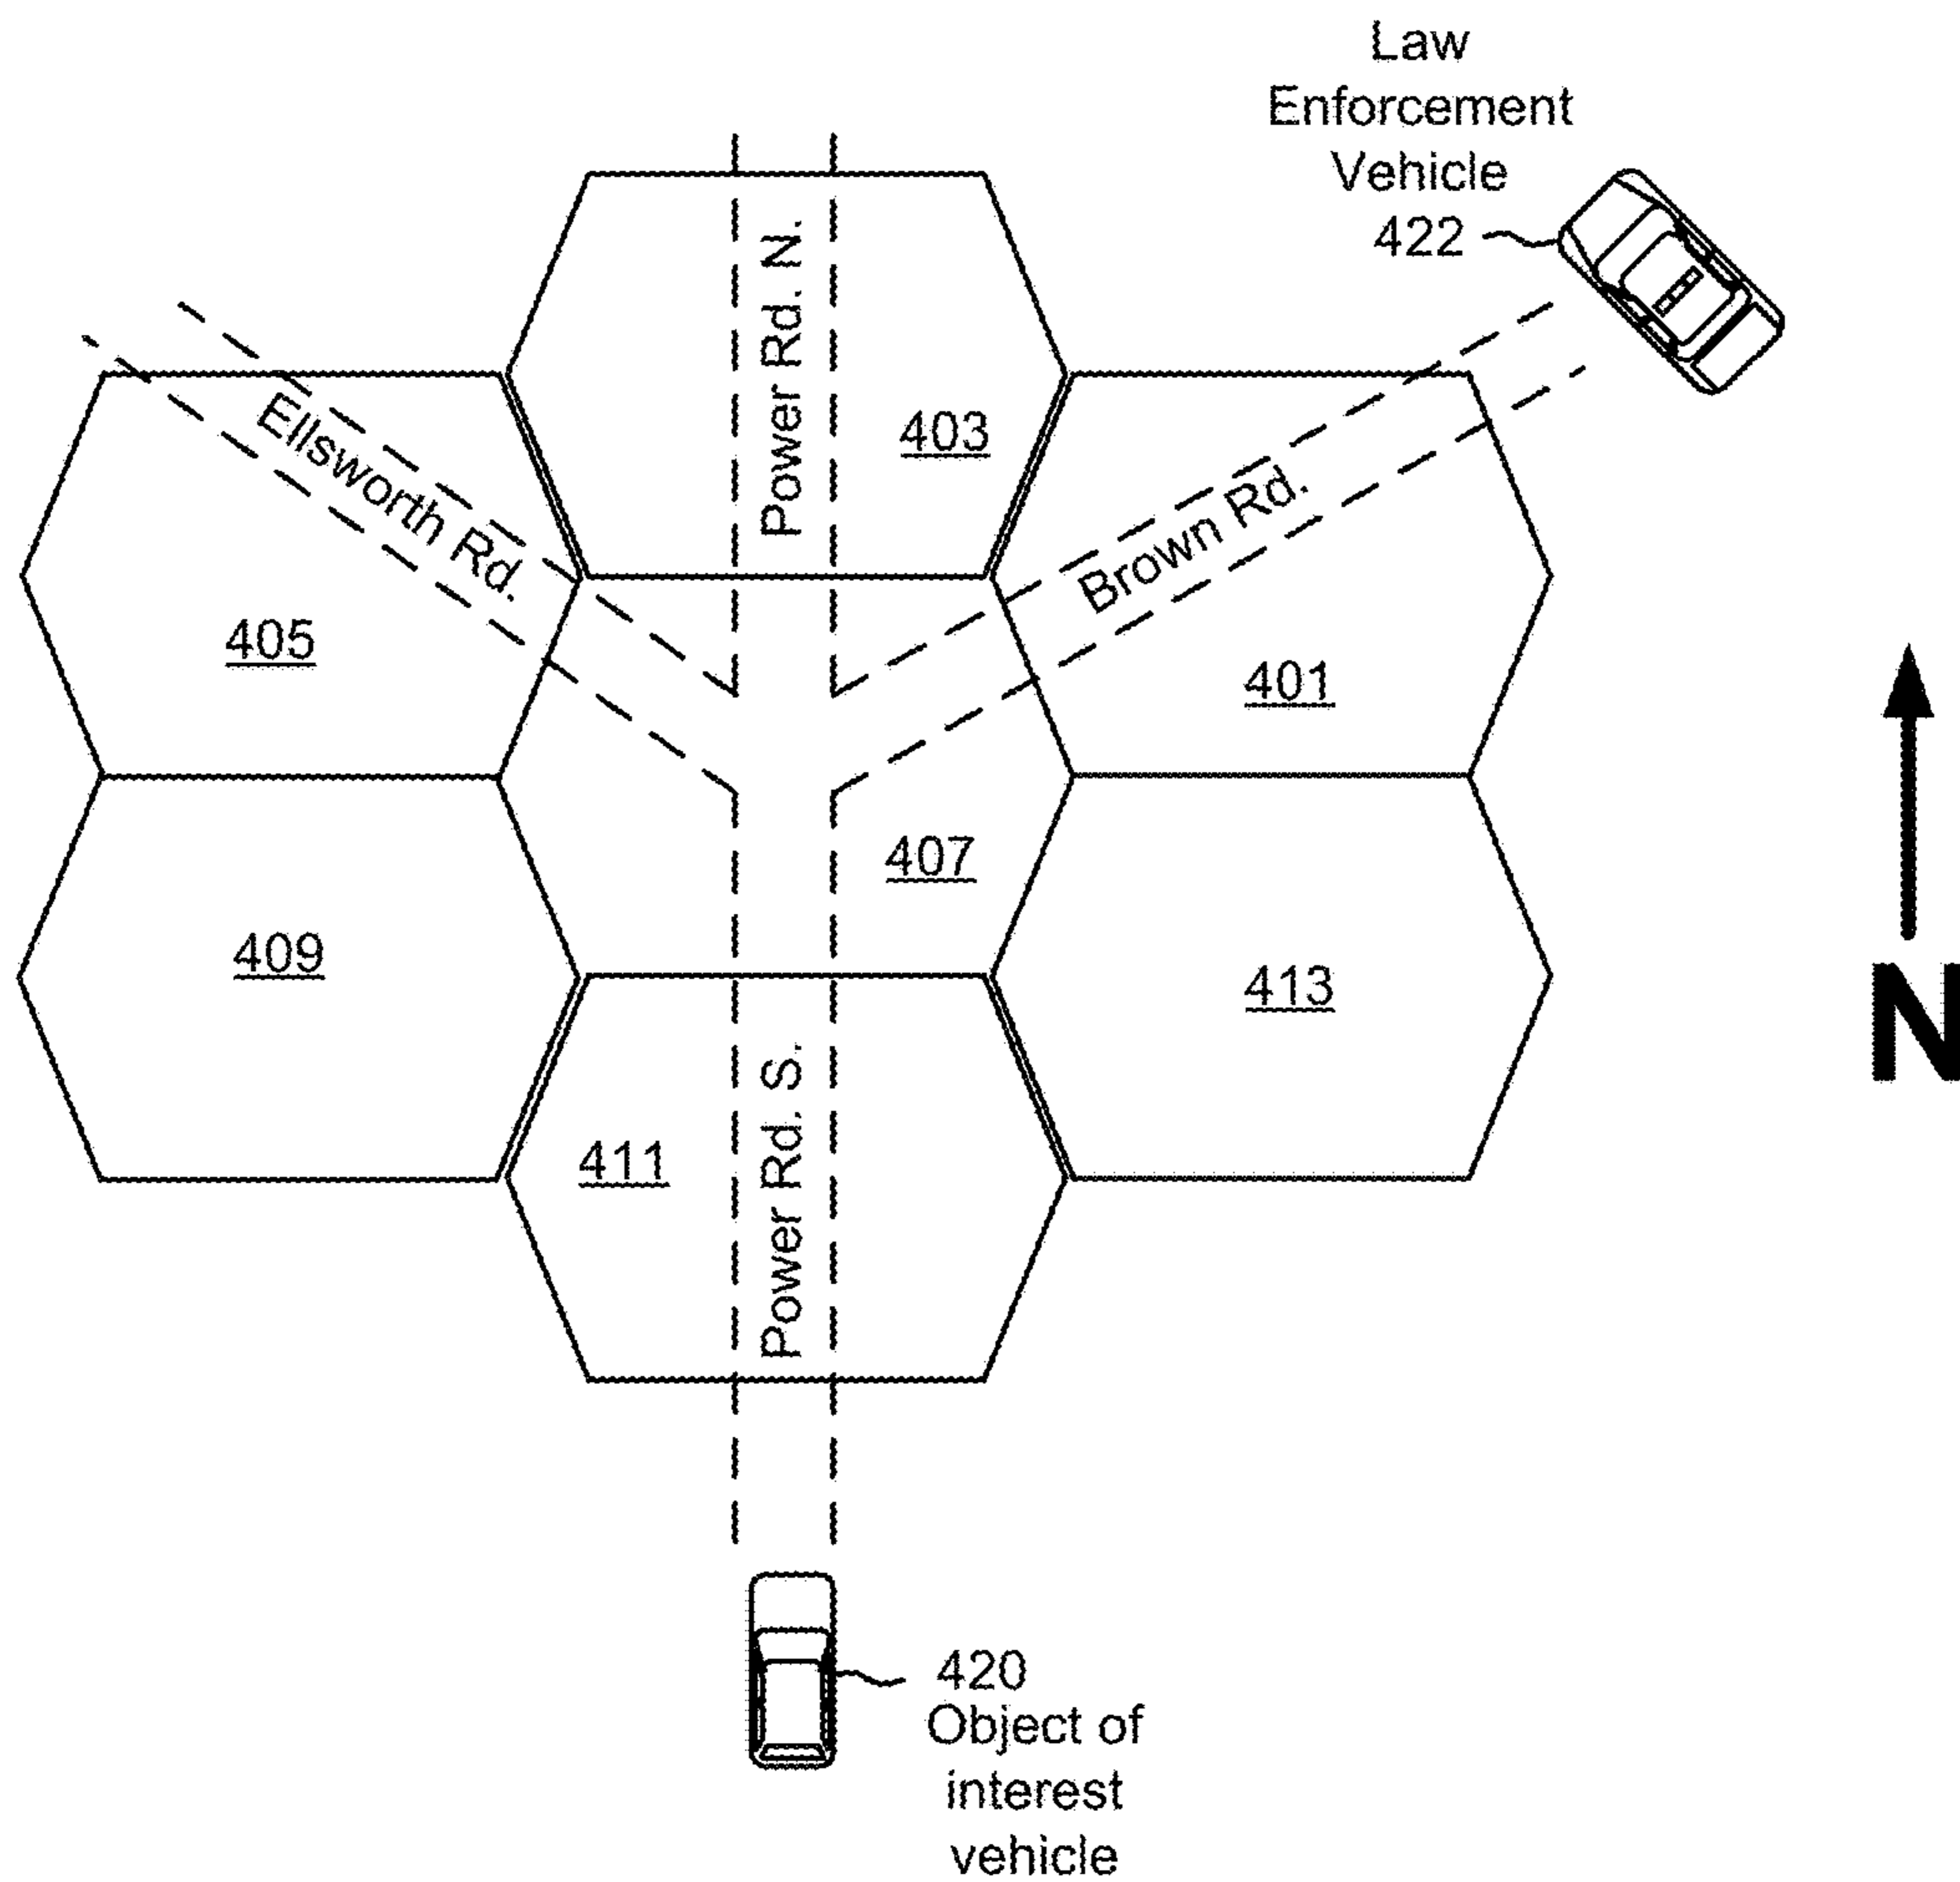 Law
Enforcement
Vehicle
422
Power Rd. N.
403
Ellsworth Rd.
Brown Rd.
405
401
407
409
413
N
Power Rd. S.
411
420
Object of
interest
vehicle